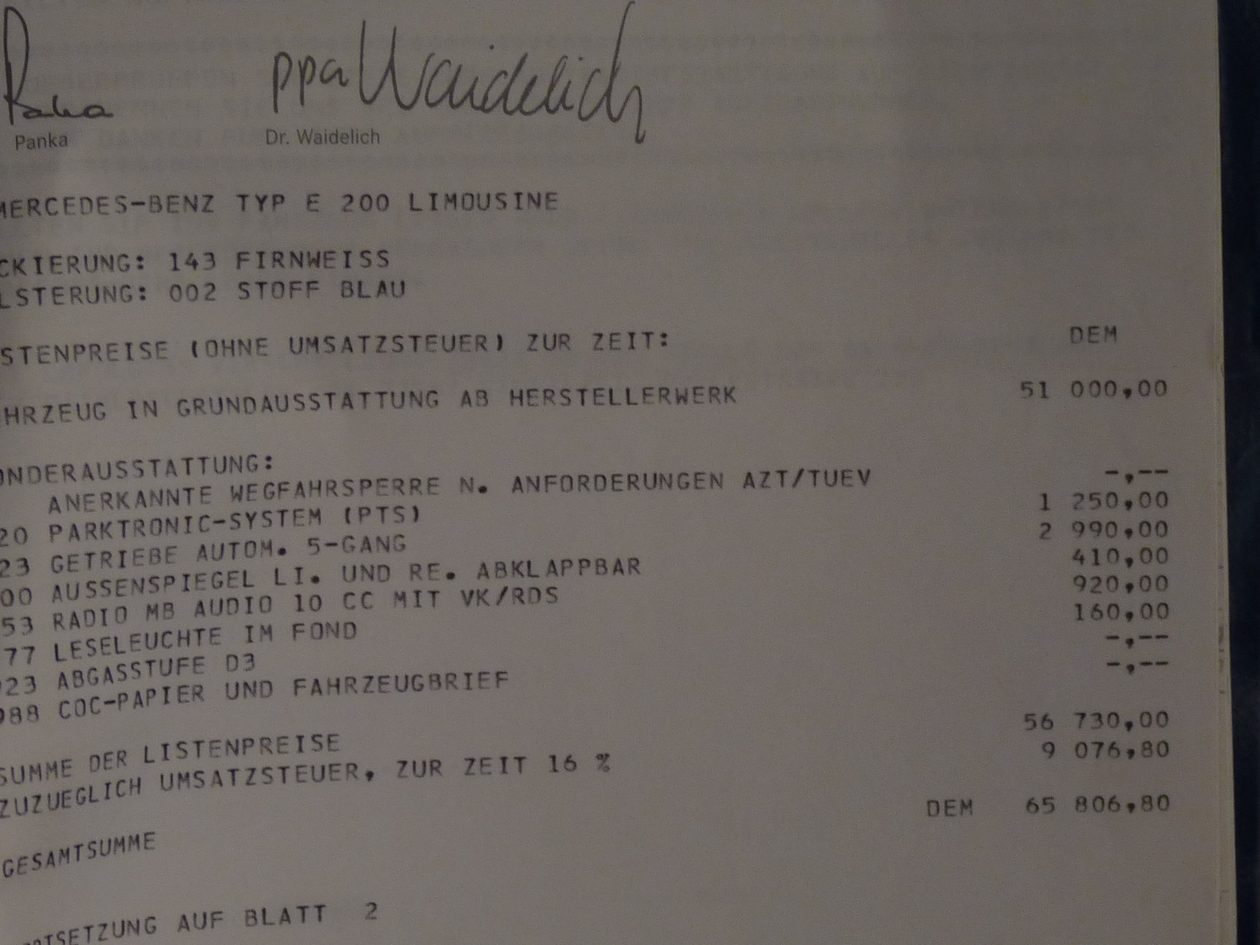 Panka ppa Waidelich
Panka Dr. Waidelich
MERCEDES-BENZ TYP E 200 LIMOUSINE
CKIERUNG: 143 FIRNWEISS
LSTERUNG: 002 STOFF BLAU
STENPREISE (OHNE UMSATZSTEUER) ZUR ZEIT: DEM
HRZEUG IN GRUNDAUSSTATTUNG AB HERSTELLERWERK 51 000,00
ONDERAUSSTATTUNG:
ANERKANNTE WEGFAHRSPERRE N. ANFORDERUNGEN AZT/TUEV -,--
20 PARKTRONIC-SYSTEM (PTS) 1 250,00
23 GETRIEBE AUTOM. 5-GANG 2 990,00
00 AUSSENSPIEGEL LI. UND RE. ABKLAPPBAR 410,00
53 RADIO MB AUDIO 10 CC MIT VK/RDS 920,00
77 LESELEUCHTE IM FOND 160,00
923 ABGASSTUFE D3 -,--
988 COC-PAPIER UND FAHRZEUGBRIEF -,--
SUMME DER LISTENPREISE 56 730,00
ZUZUEGLICH UMSATZSTEUER, ZUR ZEIT 16 % 9 076,80
GESAMTSUMME DEM 65 806,80
RTSETZUNG AUF BLATT 2